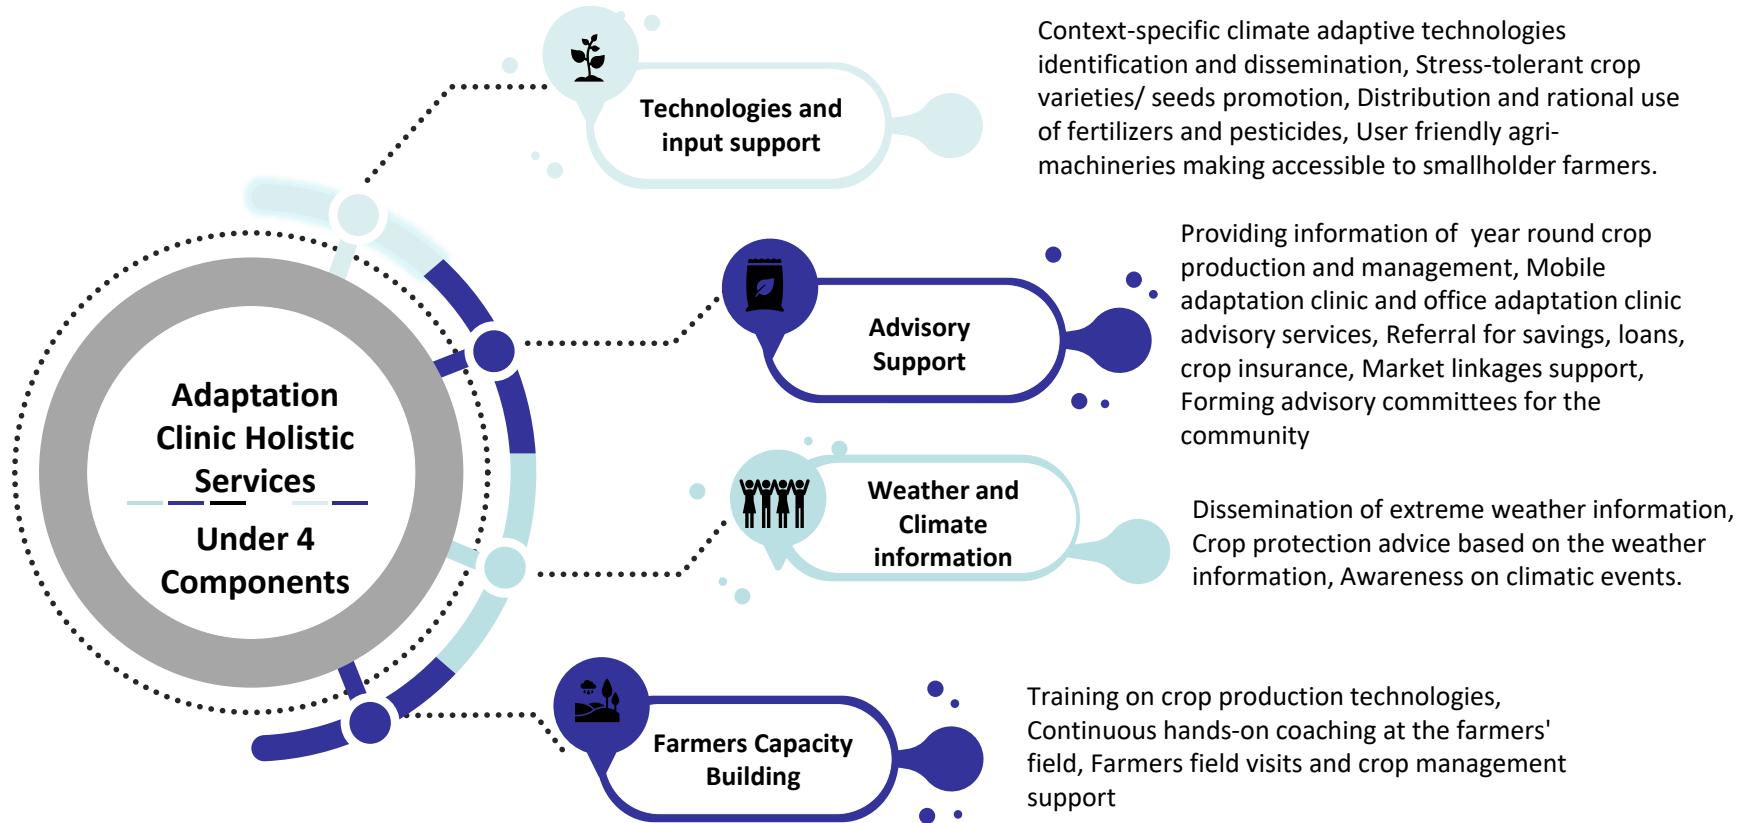 Adaptation
Clinic Holistic
Services
Under 4
Components
Technologies and
input support
Context-specific climate adaptive technologies
identification and dissemination, Stress-tolerant crop
varieties/ seeds promotion, Distribution and rational use
of fertilizers and pesticides, User friendly agri-
machineries making accessible to smallholder farmers.
Advisory
Support
Providing information of  year round crop
production and management, Mobile
adaptation clinic and office adaptation clinic
advisory services, Referral for savings, loans,
crop insurance, Market linkages support,
Forming advisory committees for the
community
Weather and
Climate
information
Dissemination of extreme weather information,
Crop protection advice based on the weather
information, Awareness on climatic events.
Farmers Capacity
Building
Training on crop production technologies,
Continuous hands-on coaching at the farmers'
field, Farmers field visits and crop management
support